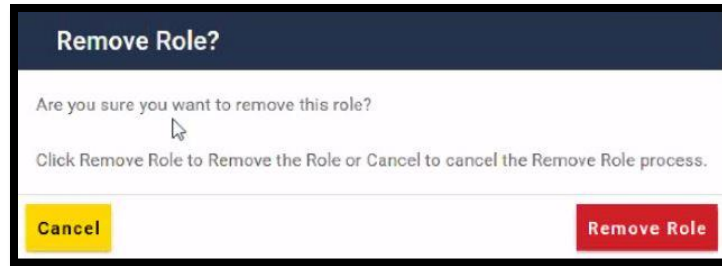 Remove Role?
Are you sure you want to remove this role?
Click Remove Role to Remove the Role or Cancel to cancel the Remove Role process.
Cancel
Remove Role